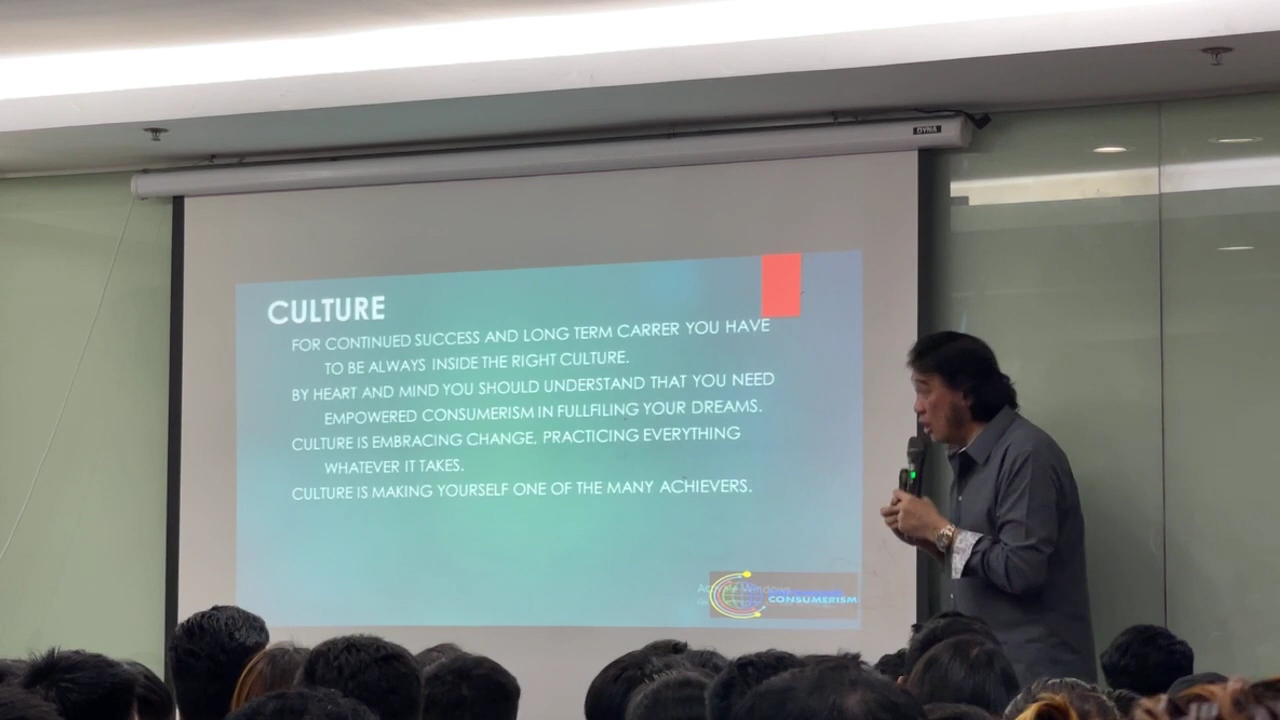 DYNA
CULTURE
FOR CONTINUED SUCCESS AND LONG TERM CARRER YOU HAVE
TO BE ALWAYS INSIDE THE RIGHT CULTURE.
BY HEART AND MIND YOU SHOULD UNDERSTAND THAT YOU NEED
EMPOWERED CONSUMERISM IN FULLFILING YOUR DREAMS.
CULTURE IS EMBRACING CHANGE, PRACTICING EVERYTHING
WHATEVER IT TAKES.
CULTURE IS MAKING YOURSELF ONE OF THE MANY ACHIEVERS.
Activate Windows
CONSUMERISM